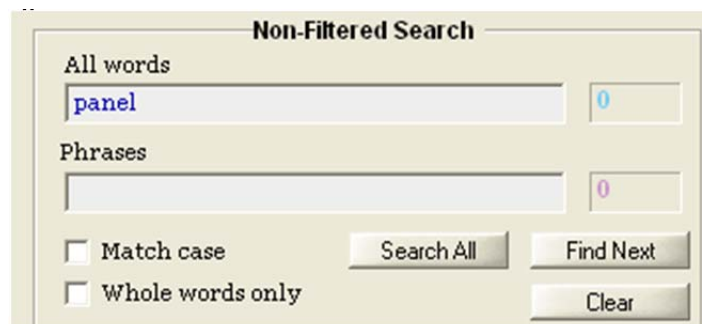 Non-Filtered Search
All words
panel 0
Phrases
0
Match case Search All Find Next
Whole words only Clear